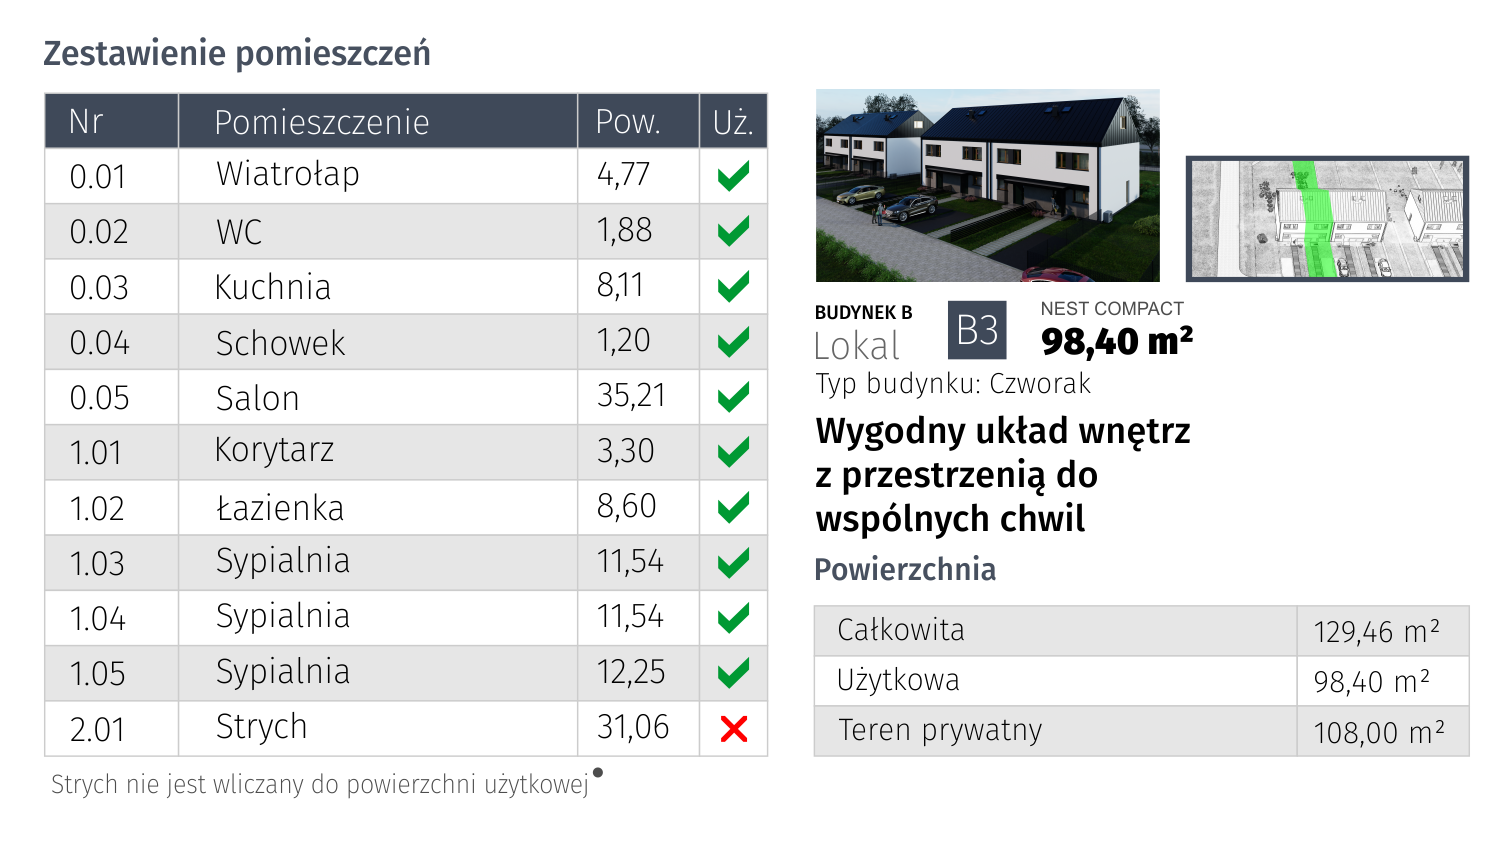 Zestawienie pomieszczeń
Nr Pomieszczenie Pow. Uż.
0.01 Wiatrołap 4,77
0.02 WC 1,88
0.03 Kuchnia 8,11
0.04 Schowek 1,20
0.05 Salon 35,21
1.01 Korytarz 3,30
1.02 Łazienka 8,60
1.03 Sypialnia 11,54
1.04 Sypialnia 11,54
1.05 Sypialnia 12,25
2.01 Strych 31,06
Strych nie jest wliczany do powierzchni użytkowej
BUDYNEK B
Lokal
B3
NEST COMPACT
98,40 m²
Typ budynku: Czworak
Wygodny układ wnętrz
z przestrzenią do
wspólnych chwil
Powierzchnia
Całkowita 129,46 m²
Użytkowa 98,40 m²
Teren prywatny 108,00 m²